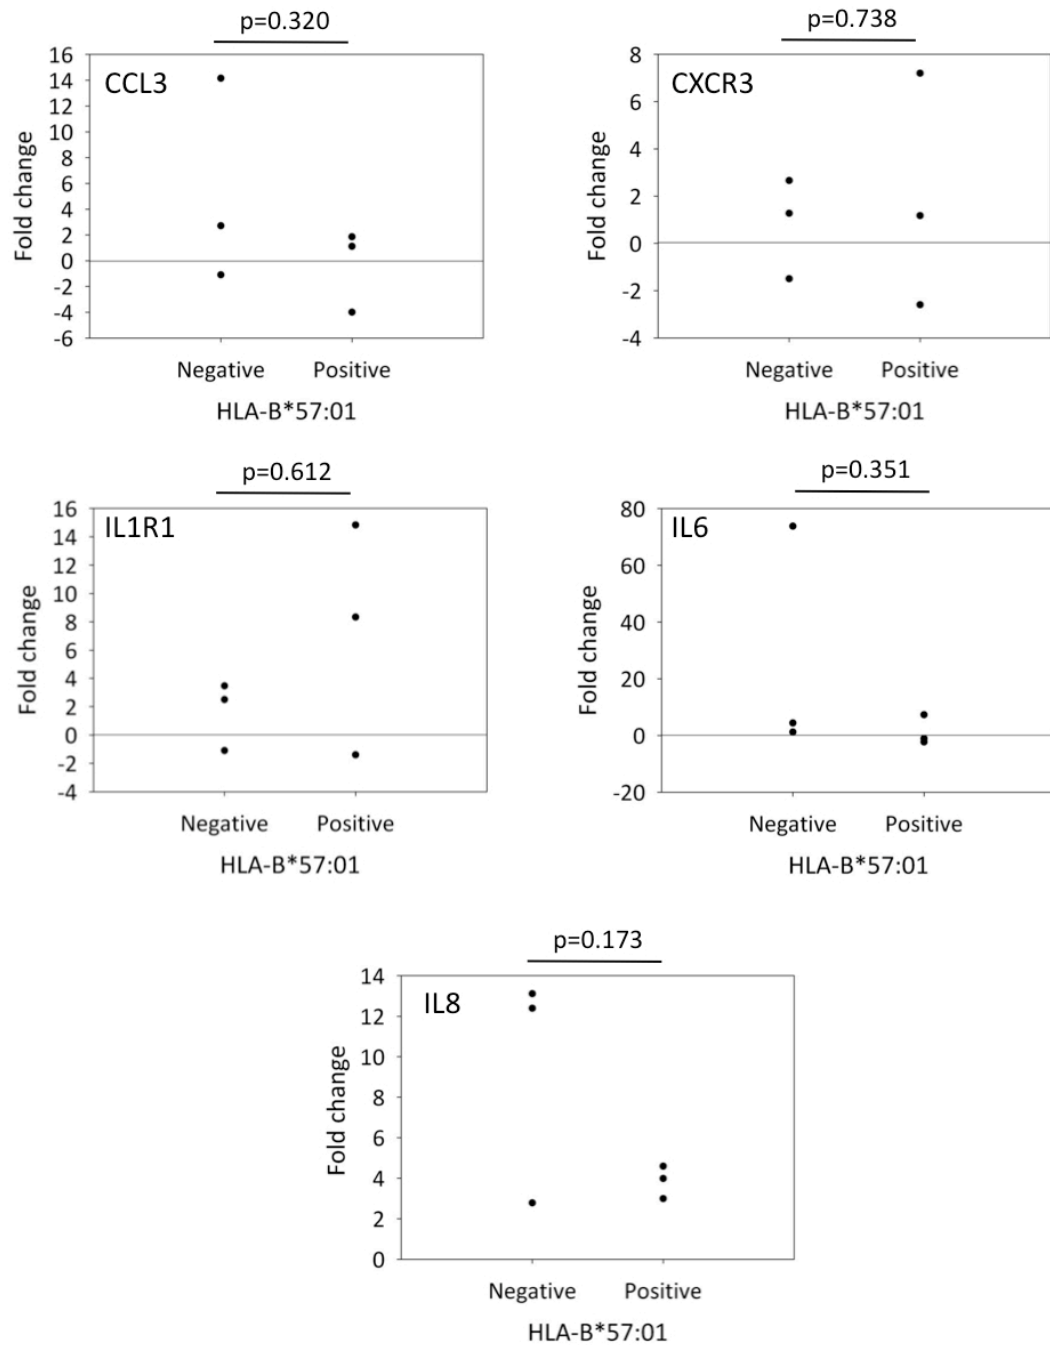 p=0.320
CCL3
Fold change
16
14
12
10
8
6
4
2
0
-2
-4
-6
Negative Positive
HLA-B*57:01
p=0.738
CXCR3
Fold change
8
6
4
2
0
-2
-4
Negative Positive
HLA-B*57:01
p=0.612
IL1R1
Fold change
16
14
12
10
8
6
4
2
0
-2
-4
Negative Positive
HLA-B*57:01
p=0.351
IL6
Fold change
80
60
40
20
0
-20
Negative Positive
HLA-B*57:01
p=0.173
IL8
Fold change
14
12
10
8
6
4
2
0
Negative Positive
HLA-B*57:01